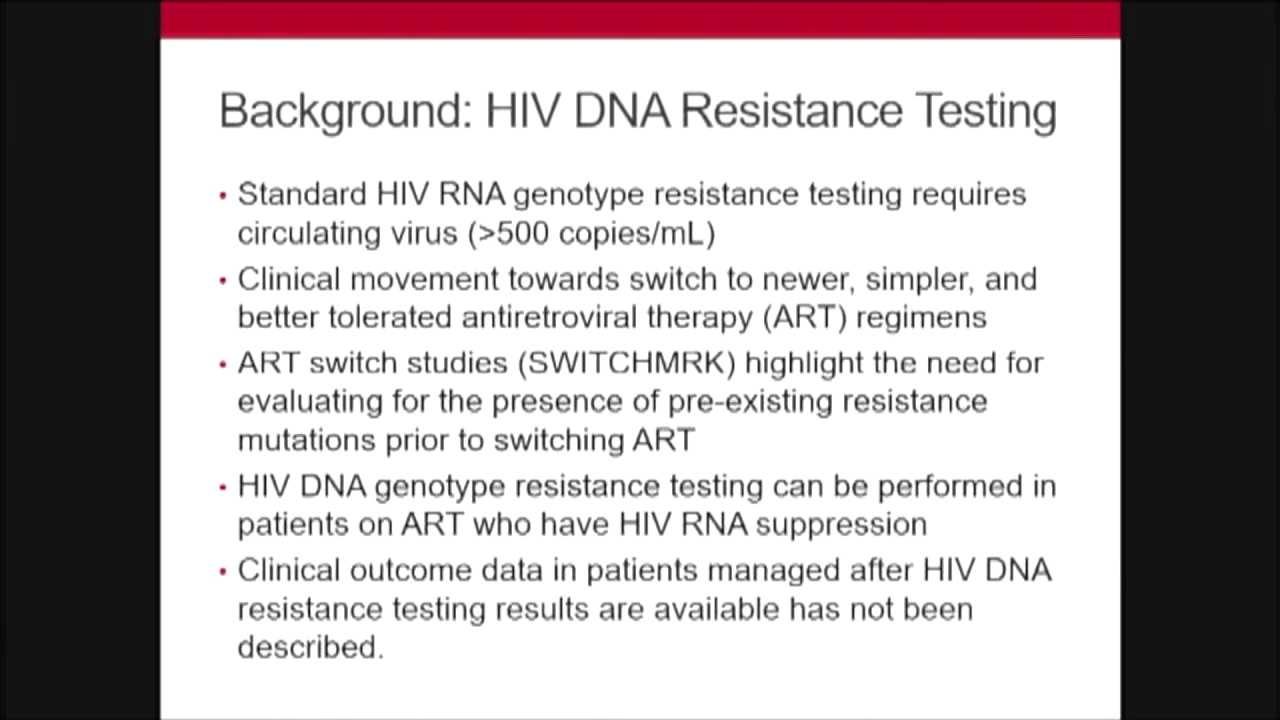 Background: HIV DNA Resistance Testing
• Standard HIV RNA genotype resistance testing requires
circulating virus (>500 copies/mL)
• Clinical movement towards switch to newer, simpler, and
better tolerated antiretroviral therapy (ART) regimens
• ART switch studies (SWITCHMRK) highlight the need for
evaluating for the presence of pre-existing resistance
mutations prior to switching ART
• HIV DNA genotype resistance testing can be performed in
patients on ART who have HIV RNA suppression
• Clinical outcome data in patients managed after HIV DNA
resistance testing results are available has not been
described.